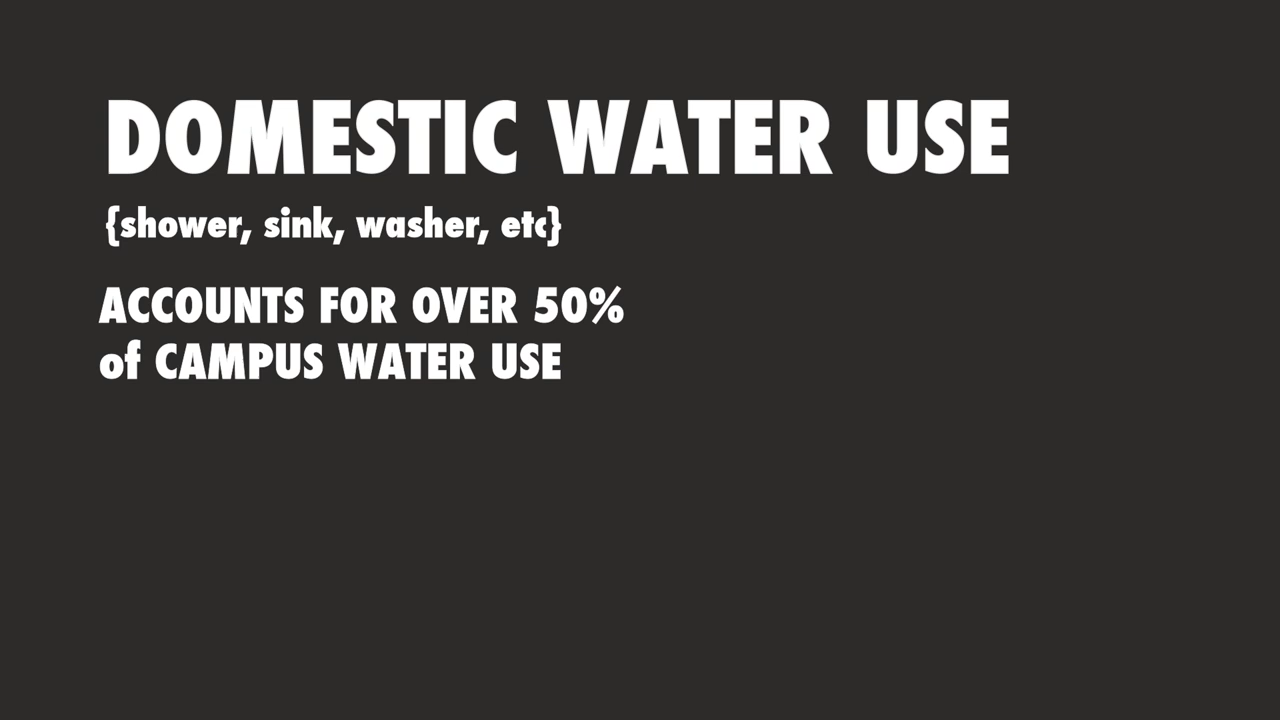 DOMESTIC WATER USE
{shower, sink, washer, etc}
ACCOUNTS FOR OVER 50%
of CAMPUS WATER USE